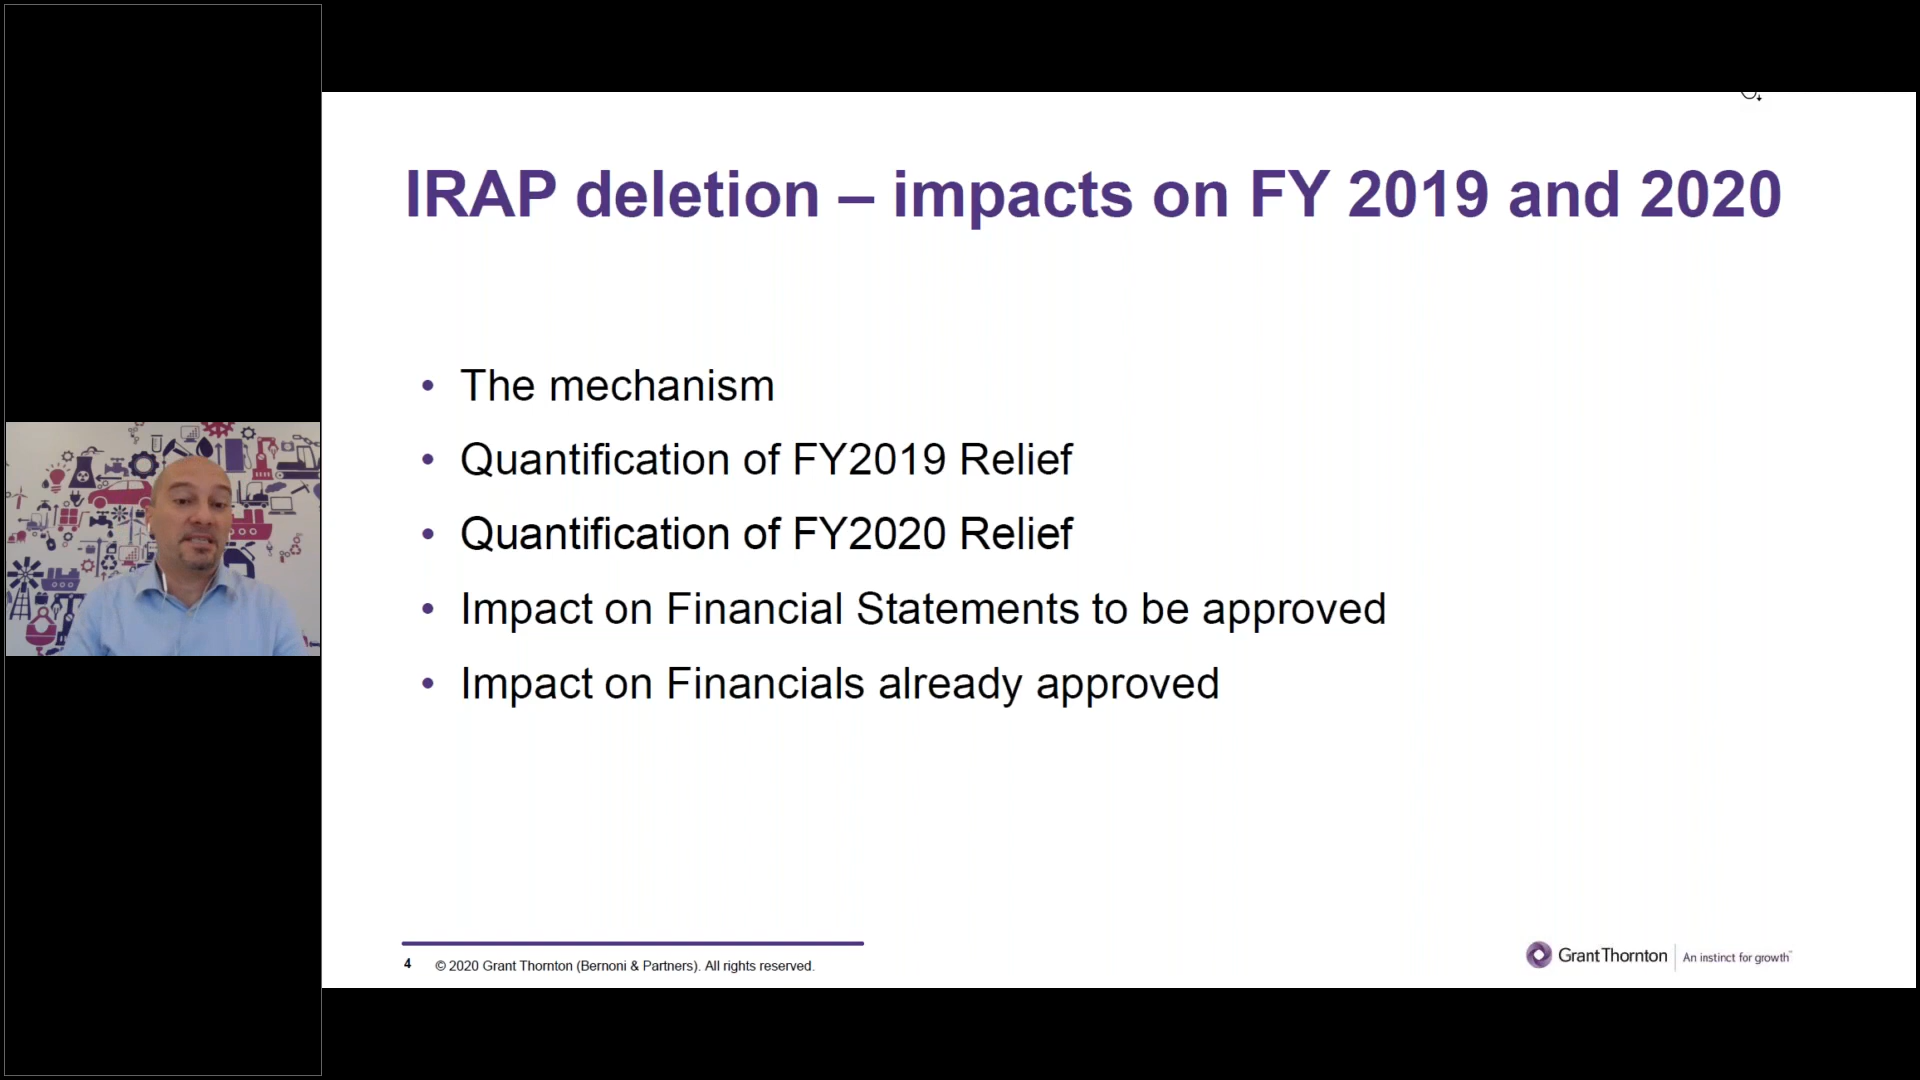 IRAP deletion – impacts on FY 2019 and 2020
• The mechanism
• Quantification of FY2019 Relief
• Quantification of FY2020 Relief
• Impact on Financial Statements to be approved
• Impact on Financials already approved
4 © 2020 Grant Thornton (Bernoni & Partners). All rights reserved.
Grant Thornton An instinct for growth™